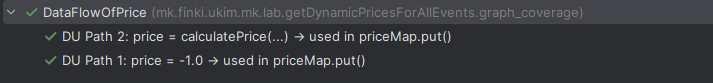 DataFlowOfPrice (mk.finki.ukim.mk.lab.getDynamicPricesForAllEvents.graph_coverage)
DU Path 2: price = calculatePrice(...) → used in priceMap.put()
DU Path 1: price = -1.0 → used in priceMap.put()